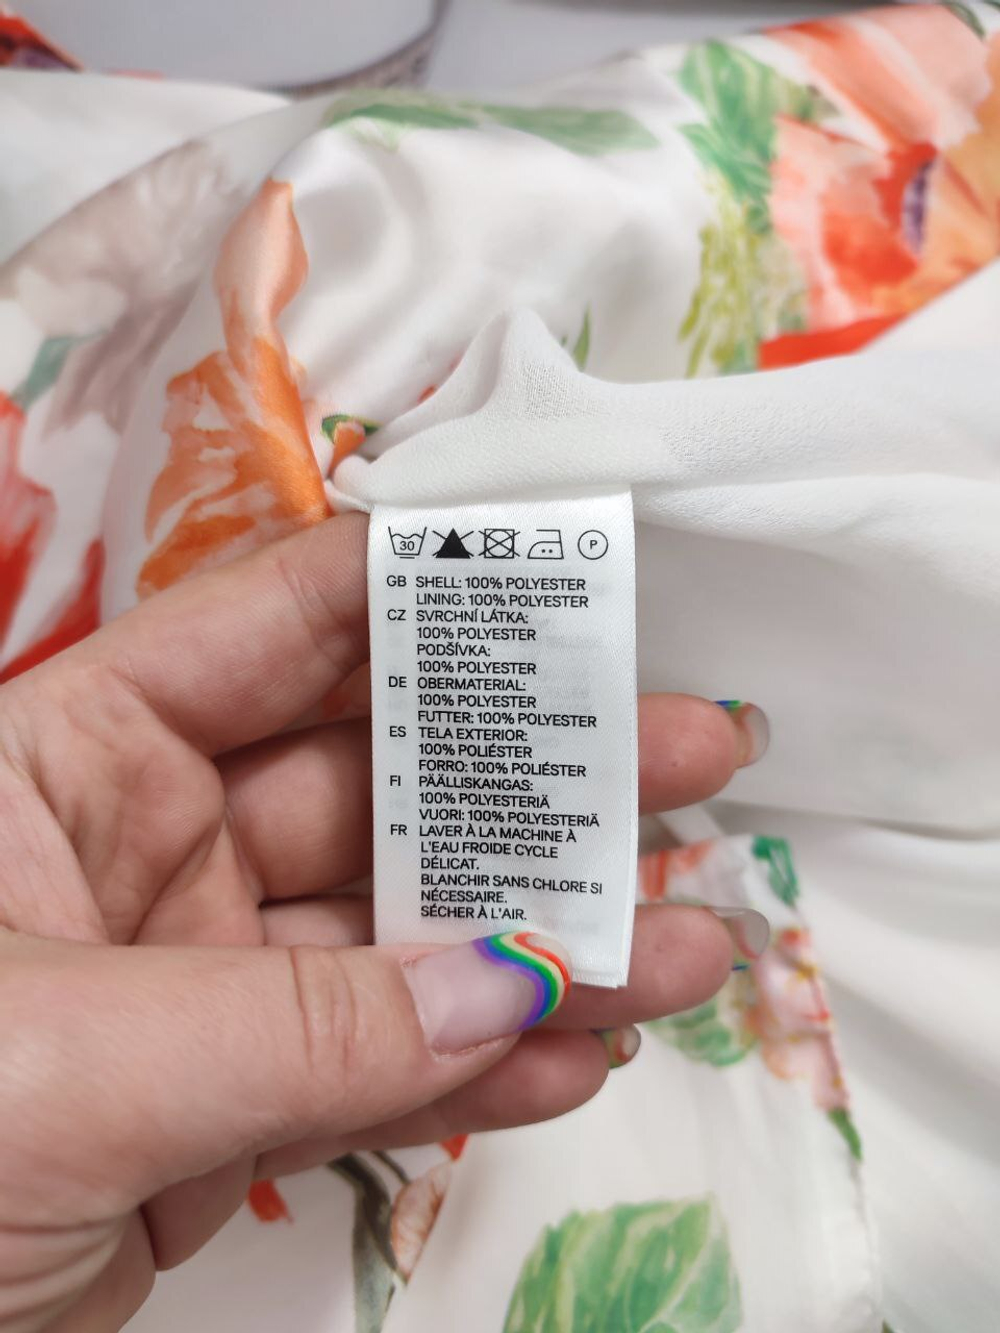 30 P
GB SHELL: 100% POLYESTER
LINING: 100% POLYESTER
CZ SVRCHNÍ LÁTKA:
100% POLYESTER
PODŠÍVKA:
100% POLYESTER
DE OBERMATERIAL:
100% POLYESTER
FUTTER: 100% POLYESTER
ES TELA EXTERIOR:
100% POLIÉSTER
FORRO: 100% POLIÉSTER
FI PÄÄLLISKANGAS:
100% POLYESTERIÄ
VUORI: 100% POLYESTERIÄ
FR LAVER À LA MACHINE À
L'EAU FROIDE CYCLE
DÉLICAT.
BLANCHIR SANS CHLORE SI
NÉCESSAIRE.
SÉCHER À L'AIR.